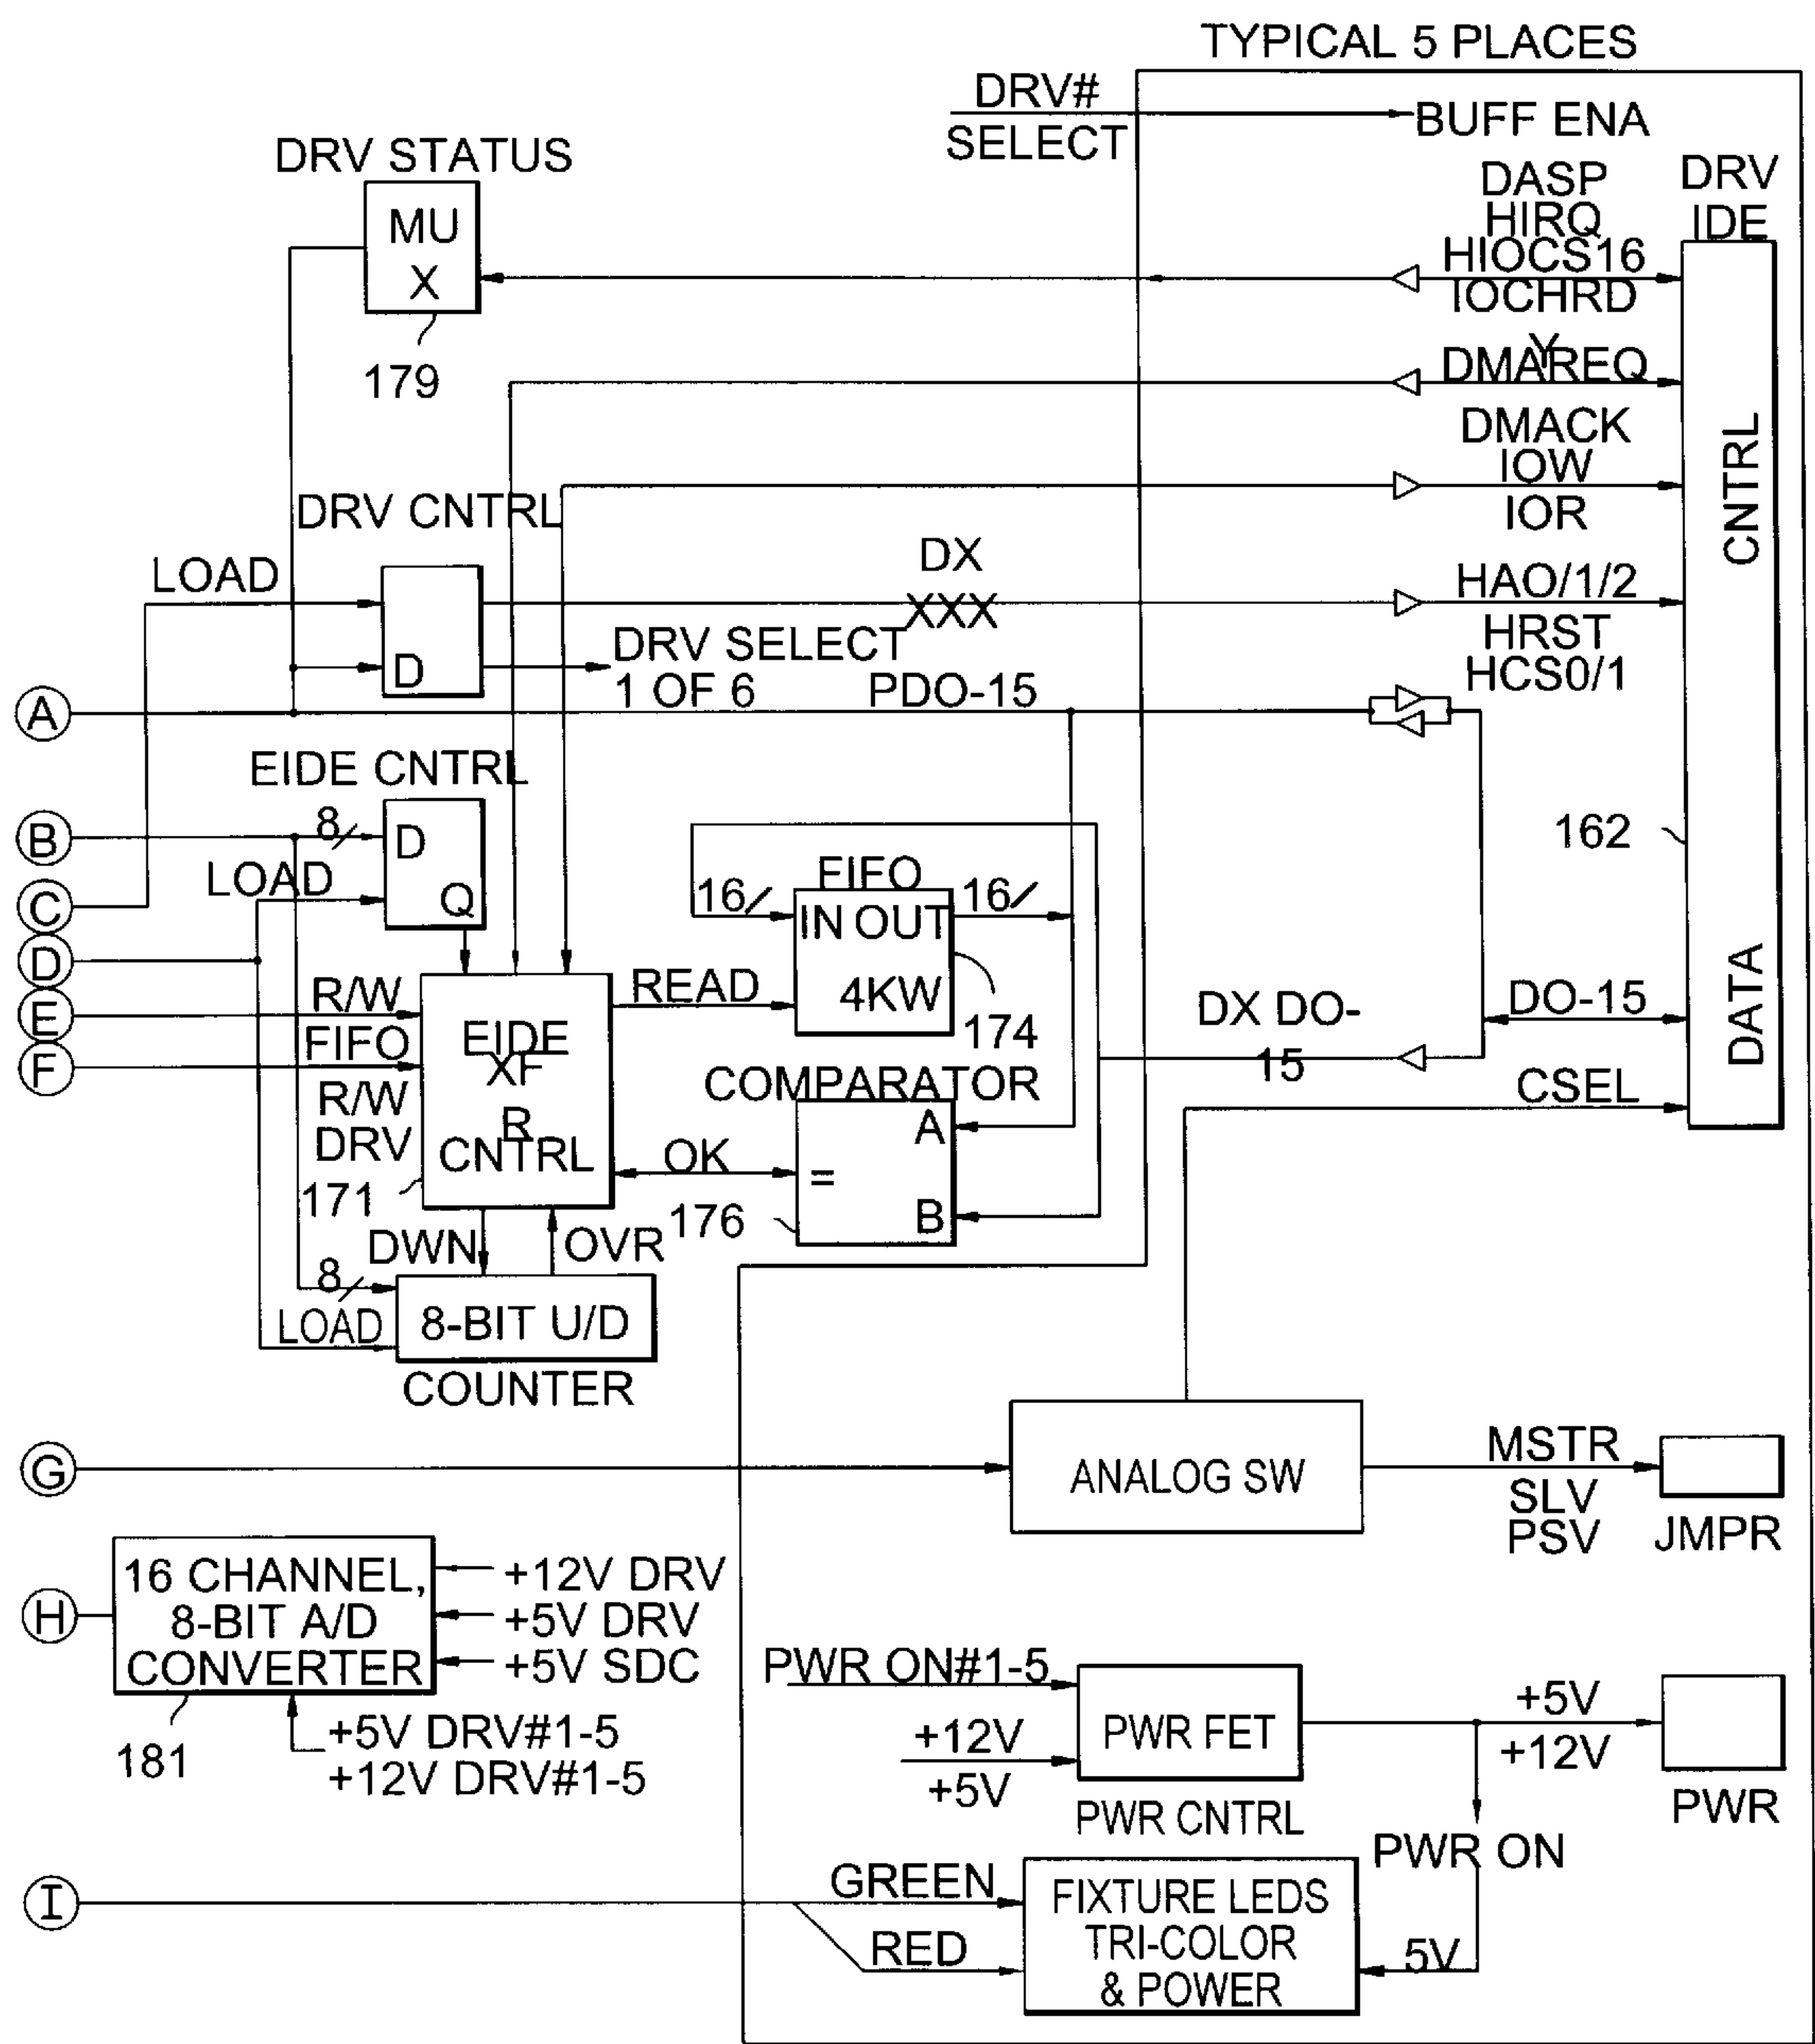 TYPICAL 5 PLACES
DRV#
SELECT
BUFF ENA
DRV STATUS
MU
X
179
DASP
HIRQ
HIOCS16
IOCHRD
Y
DRV
IDE
DMAREQ
DMACK
IOW
IOR
CNTRL
DRV CNTRL
LOAD
D
DX
XXX
HAO/1/2
HRST
HCS0/1
DRV SELECT
1 OF 6
PDO-15
A
EIDE CNTRL
B
8
D
Q
LOAD
C
D
E
F
162
FIFO
16
IN OUT
16
4KW
174
READ
R/W
FIFO
R/W
DRV
EIDE
XF
R
CNTRL
171
DX DO-
15
DO-15
DATA
CSEL
COMPARATOR
A
=
B
OK
176
DWN
OVR
8
LOAD
8-BIT U/D
COUNTER
G
ANALOG SW
MSTR
SLV
PSV
JMPR
H
16 CHANNEL,
8-BIT A/D
CONVERTER
+12V DRV
+5V DRV
+5V SDC
181
+5V DRV#1-5
+12V DRV#1-5
PWR ON#1-5
+12V
+5V
PWR FET
PWR CNTRL
+5V
+12V
PWR
PWR ON
I
GREEN
RED
FIXTURE LEDS
TRI-COLOR
& POWER
5V